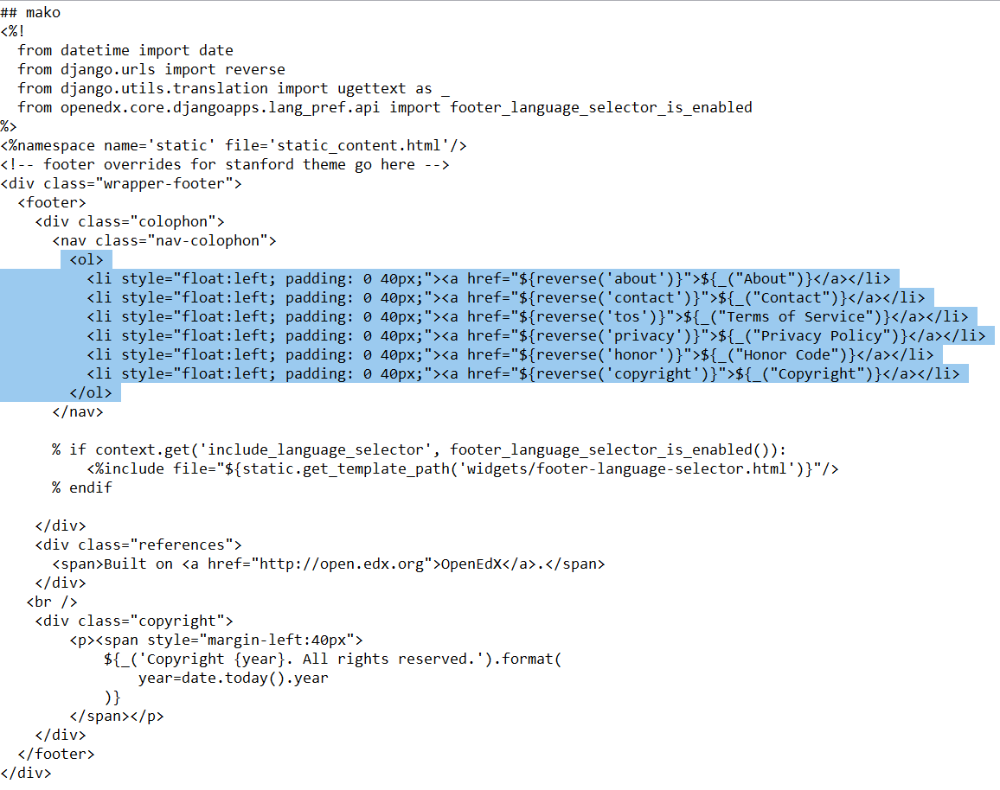 ## mako
<%!
  from datetime import date
  from django.urls import reverse
  from django.utils.translation import ugettext as _
  from openedx.core.djangoapps.lang_pref.api import footer_language_selector_is_enabled
%>
<%namespace name='static' file='static_content.html'/>
<!-- footer overrides for stanford theme go here -->
<div class="wrapper-footer">
  <footer>
    <div class="colophon">
      <nav class="nav-colophon">
        <ol>
          <li style="float:left; padding: 0 40px;"><a href="${reverse('about')}">${_("About")}</a></li>
          <li style="float:left; padding: 0 40px;"><a href="${reverse('contact')}">${_("Contact")}</a></li>
          <li style="float:left; padding: 0 40px;"><a href="${reverse('tos')}">${_("Terms of Service")}</a></li>
          <li style="float:left; padding: 0 40px;"><a href="${reverse('privacy')}">${_("Privacy Policy")}</a></li>
          <li style="float:left; padding: 0 40px;"><a href="${reverse('honor')}">${_("Honor Code")}</a></li>
          <li style="float:left; padding: 0 40px;"><a href="${reverse('copyright')}">${_("Copyright")}</a></li>
        </ol>
      </nav>

      % if context.get('include_language_selector', footer_language_selector_is_enabled()):
          <%include file="${static.get_template_path('widgets/footer-language-selector.html')}"/>
      % endif

    </div>
    <div class="references">
      <span>Built on <a href="http://open.edx.org">OpenEdX</a>.</span>
    </div>
   <br />
    <div class="copyright">
        <p><span style="margin-left:40px">
            ${_('Copyright {year}. All rights reserved.').format(
                year=date.today().year
            )}
        </span></p>
    </div>
  </footer>
</div>